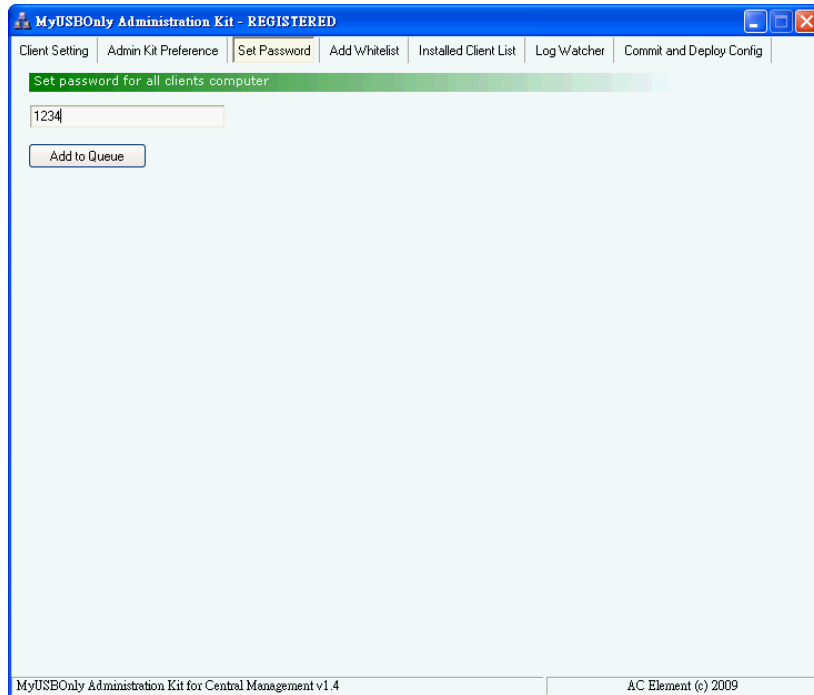 MyUSBOnly Administration Kit - REGISTERED
Client Setting Admin Kit Preference Set Password Add Whitelist Installed Client List Log Watcher Commit and Deploy Config
Set password for all clients computer
1234
Add to Queue
MyUSBOnly Administration Kit for Central Management v1.4 AC Element (c) 2009